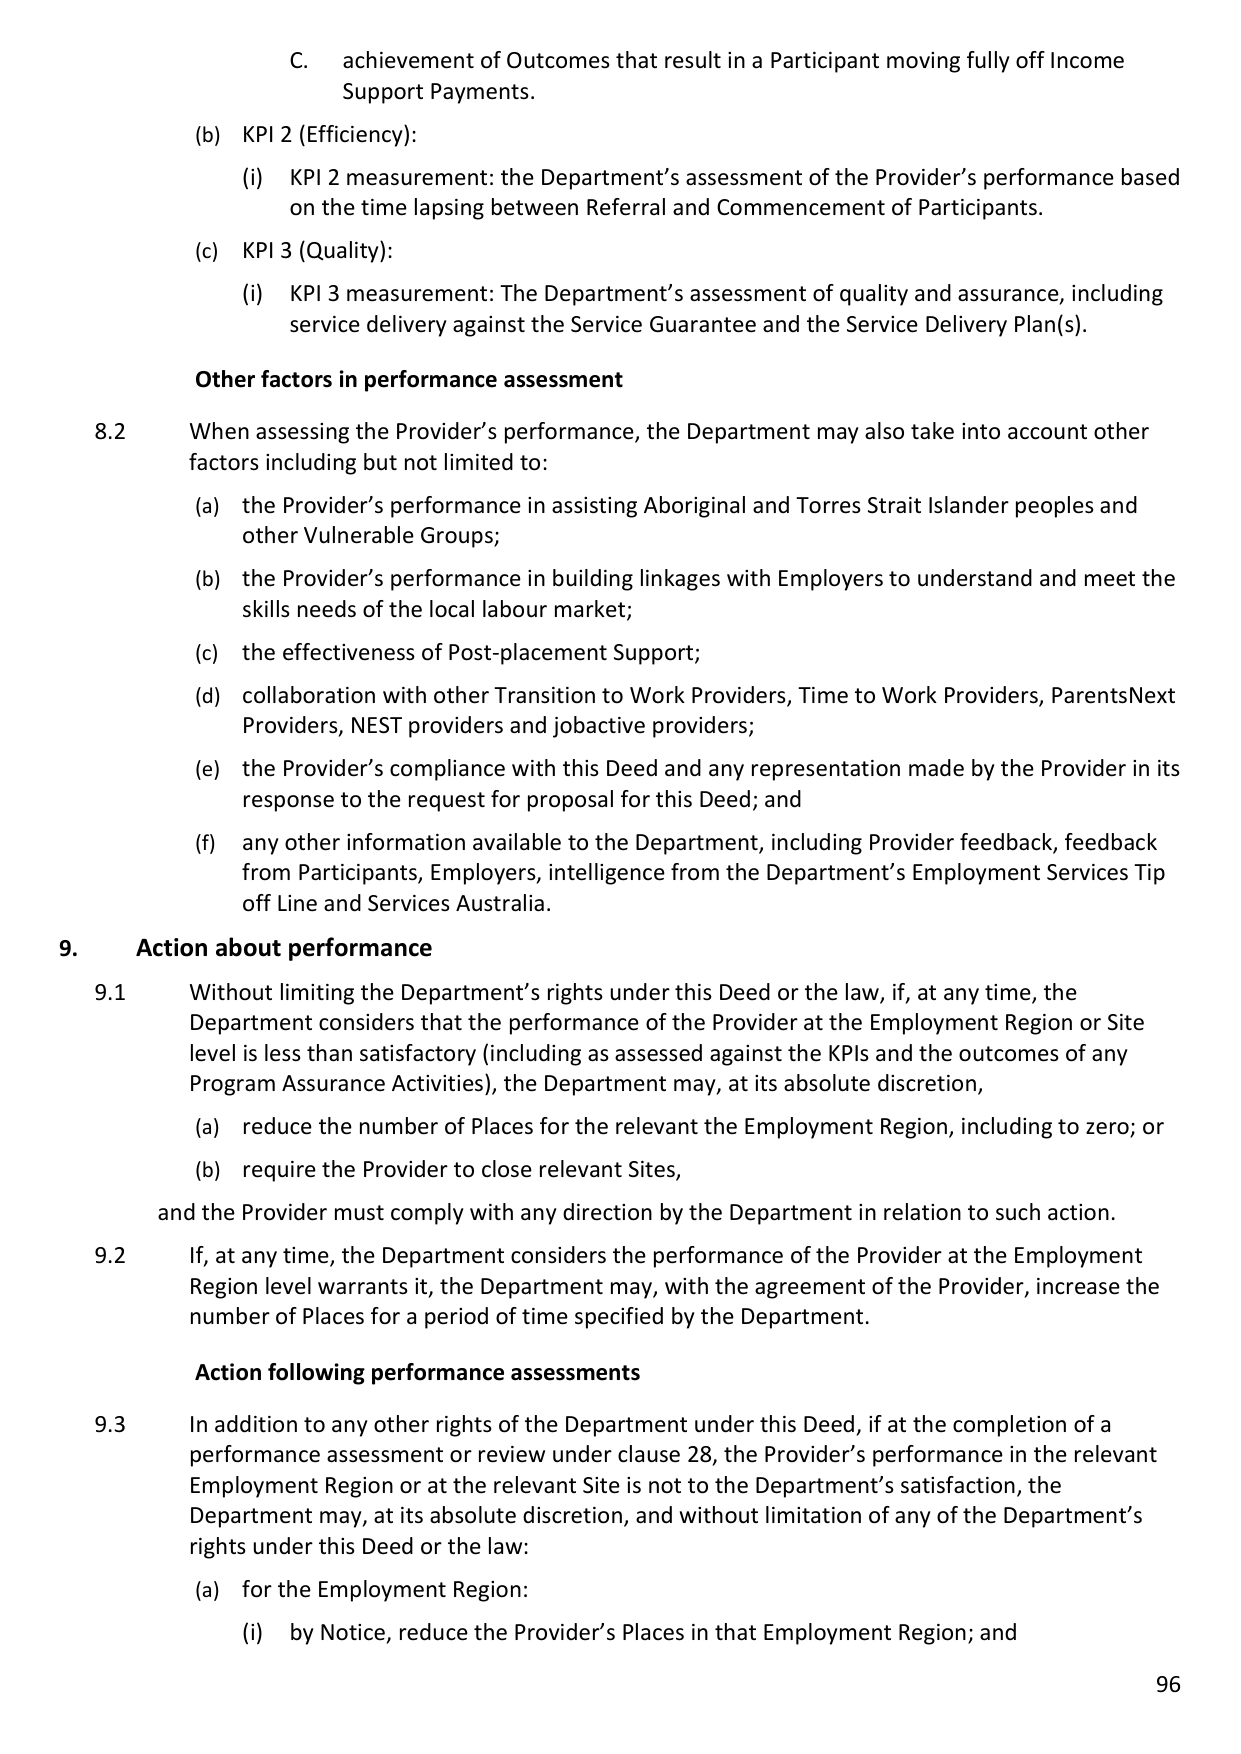 C. achievement of Outcomes that result in a Participant moving fully off Income
Support Payments.
(b) KPI 2 (Efficiency):
(i) KPI 2 measurement: the Department’s assessment of the Provider’s performance based
on the time lapsing between Referral and Commencement of Participants.
(c) KPI 3 (Quality):
(i) KPI 3 measurement: The Department’s assessment of quality and assurance, including
service delivery against the Service Guarantee and the Service Delivery Plan(s).
Other factors in performance assessment
8.2 When assessing the Provider’s performance, the Department may also take into account other
factors including but not limited to:
(a) the Provider’s performance in assisting Aboriginal and Torres Strait Islander peoples and
other Vulnerable Groups;
(b) the Provider’s performance in building linkages with Employers to understand and meet the
skills needs of the local labour market;
(c) the effectiveness of Post-placement Support;
(d) collaboration with other Transition to Work Providers, Time to Work Providers, ParentsNext
Providers, NEST providers and jobactive providers;
(e) the Provider’s compliance with this Deed and any representation made by the Provider in its
response to the request for proposal for this Deed; and
(f) any other information available to the Department, including Provider feedback, feedback
from Participants, Employers, intelligence from the Department’s Employment Services Tip
off Line and Services Australia.
9. Action about performance
9.1 Without limiting the Department’s rights under this Deed or the law, if, at any time, the
Department considers that the performance of the Provider at the Employment Region or Site
level is less than satisfactory (including as assessed against the KPIs and the outcomes of any
Program Assurance Activities), the Department may, at its absolute discretion,
(a) reduce the number of Places for the relevant the Employment Region, including to zero; or
(b) require the Provider to close relevant Sites,
and the Provider must comply with any direction by the Department in relation to such action.
9.2 If, at any time, the Department considers the performance of the Provider at the Employment
Region level warrants it, the Department may, with the agreement of the Provider, increase the
number of Places for a period of time specified by the Department.
Action following performance assessments
9.3 In addition to any other rights of the Department under this Deed, if at the completion of a
performance assessment or review under clause 28, the Provider’s performance in the relevant
Employment Region or at the relevant Site is not to the Department’s satisfaction, the
Department may, at its absolute discretion, and without limitation of any of the Department’s
rights under this Deed or the law:
(a) for the Employment Region:
(i) by Notice, reduce the Provider’s Places in that Employment Region; and
96